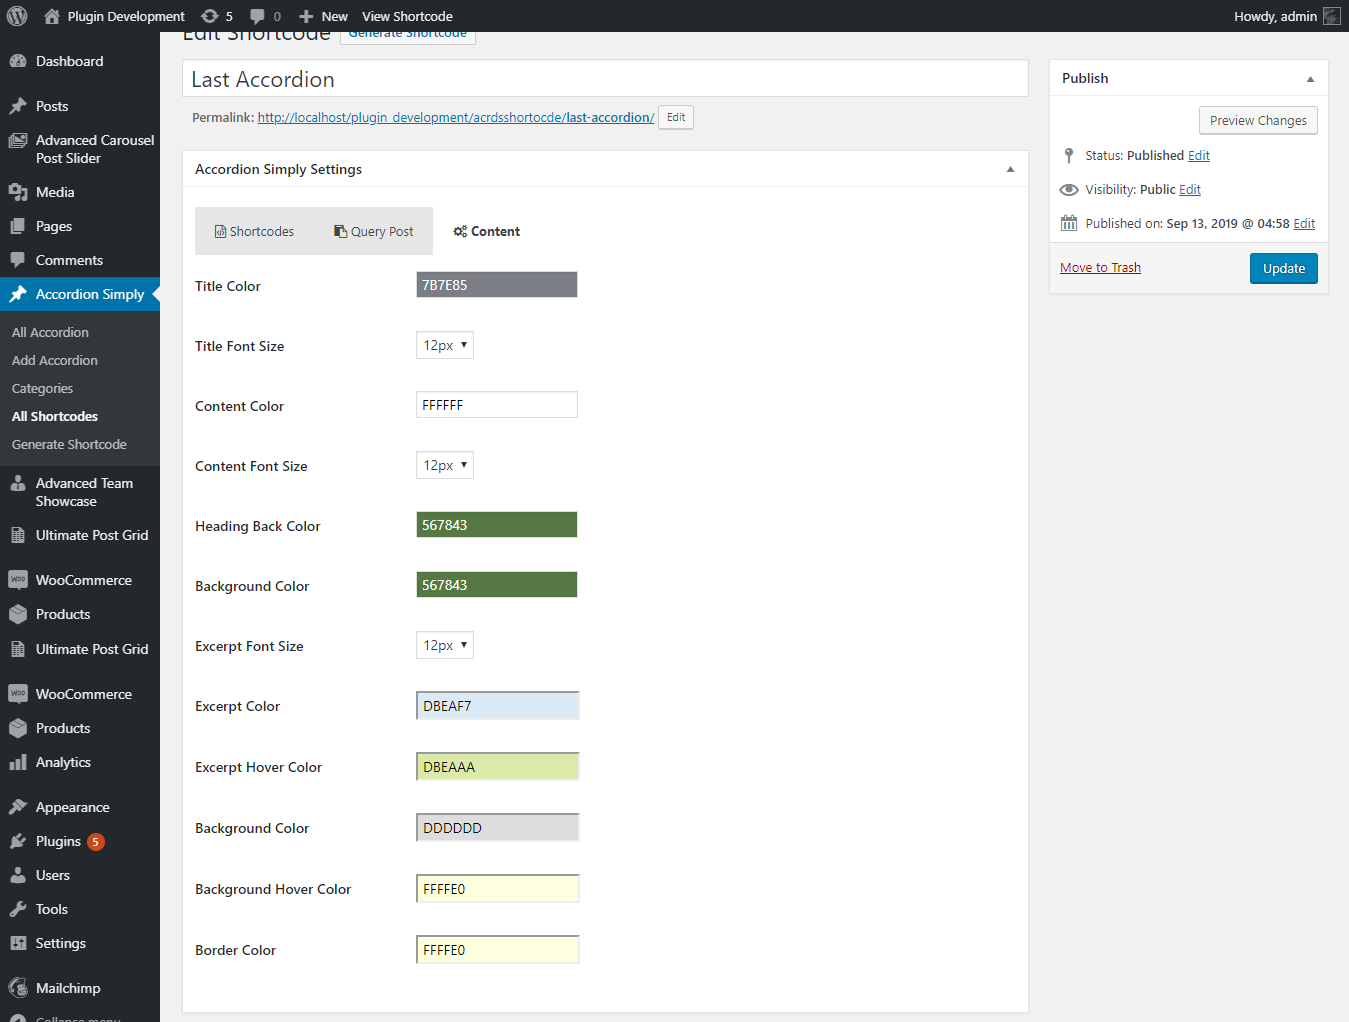 Plugin Development
5
0
New
View Shortcode
Howdy, admin
Dashboard
Posts
Advanced Carousel
Post Slider
Media
Pages
Comments
Accordion Simply
All Accordion
Add Accordion
Categories
All Shortcodes
Generate Shortcode
Advanced Team
Showcase
Ultimate Post Grid
WooCommerce
Products
Ultimate Post Grid
WooCommerce
Products
Analytics
Appearance
Plugins 5
Users
Tools
Settings
Mailchimp
Collapse menu
Edit Shortcode
Generate Shortcode
Last Accordion
Permalink: http://localhost/plugin_development/acrdsshortocde/last-accordion/ Edit
Accordion Simply Settings
Shortcodes
Query Post
Content
Title Color 7B7E85
Title Font Size 12px
Content Color FFFFFF
Content Font Size 12px
Heading Back Color 567843
Background Color 567843
Excerpt Font Size 12px
Excerpt Color DBEAF7
Excerpt Hover Color DBEAAA
Background Color DDDDDD
Background Hover Color FFFFE0
Border Color FFFFE0
Publish
Preview Changes
Status: Published Edit
Visibility: Public Edit
Published on: Sep 13, 2019 @ 04:58 Edit
Move to Trash
Update